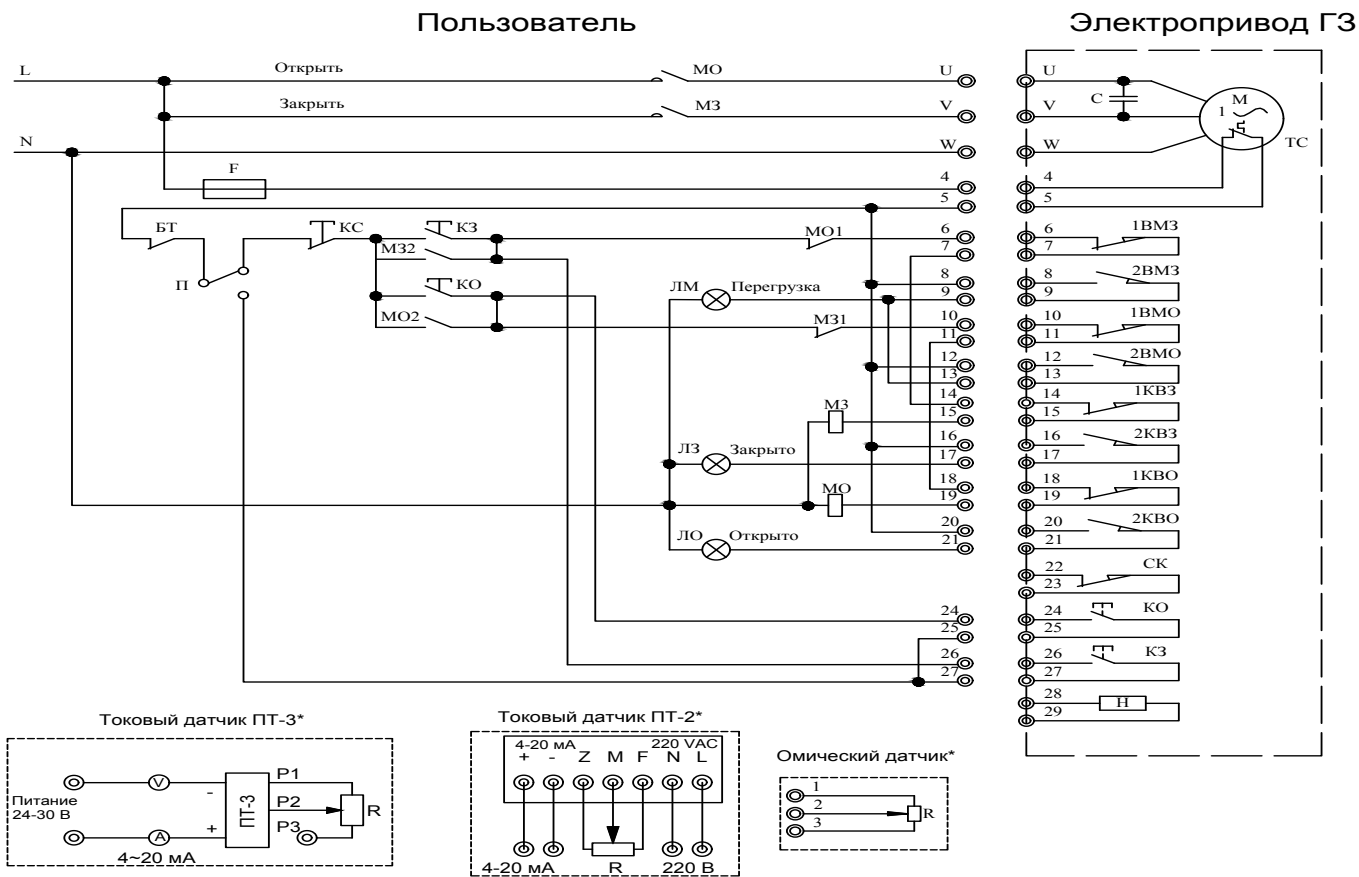 Пользователь
Электропривод ГЗ
L
Открыть
МО
U
U
Закрыть
МЗ
V
V
C
М
1
ТС
N
W
W
F
4
4
5
5
БТ
КС
КЗ
МО1
6
6
1ВМЗ
МЗ2
7
7
П
КО
ЛМ
Перегрузка
8
8
2ВМЗ
9
9
МО2
МЗ1
10
10
1ВМО
11
11
12
12
2ВМО
13
13
14
14
1КВЗ
МЗ
15
15
16
16
2КВЗ
ЛЗ
Закрыто
17
17
18
18
1КВО
МО
19
19
20
20
2КВО
ЛО
Открыто
21
21
22
СК
23
24
24
КО
25
25
26
26
КЗ
27
27
28
Н
29
Токовый датчик ПТ-3*
Питание
24-30 В
V
-
ПТ-3
P1
P2
R
A
+
P3
4~20 мА
Токовый датчик ПТ-2*
4-20 мА
220 VAC
+ - Z M F N L
4-20 мА
R
220 В
Омический датчик*
1
2
R
3